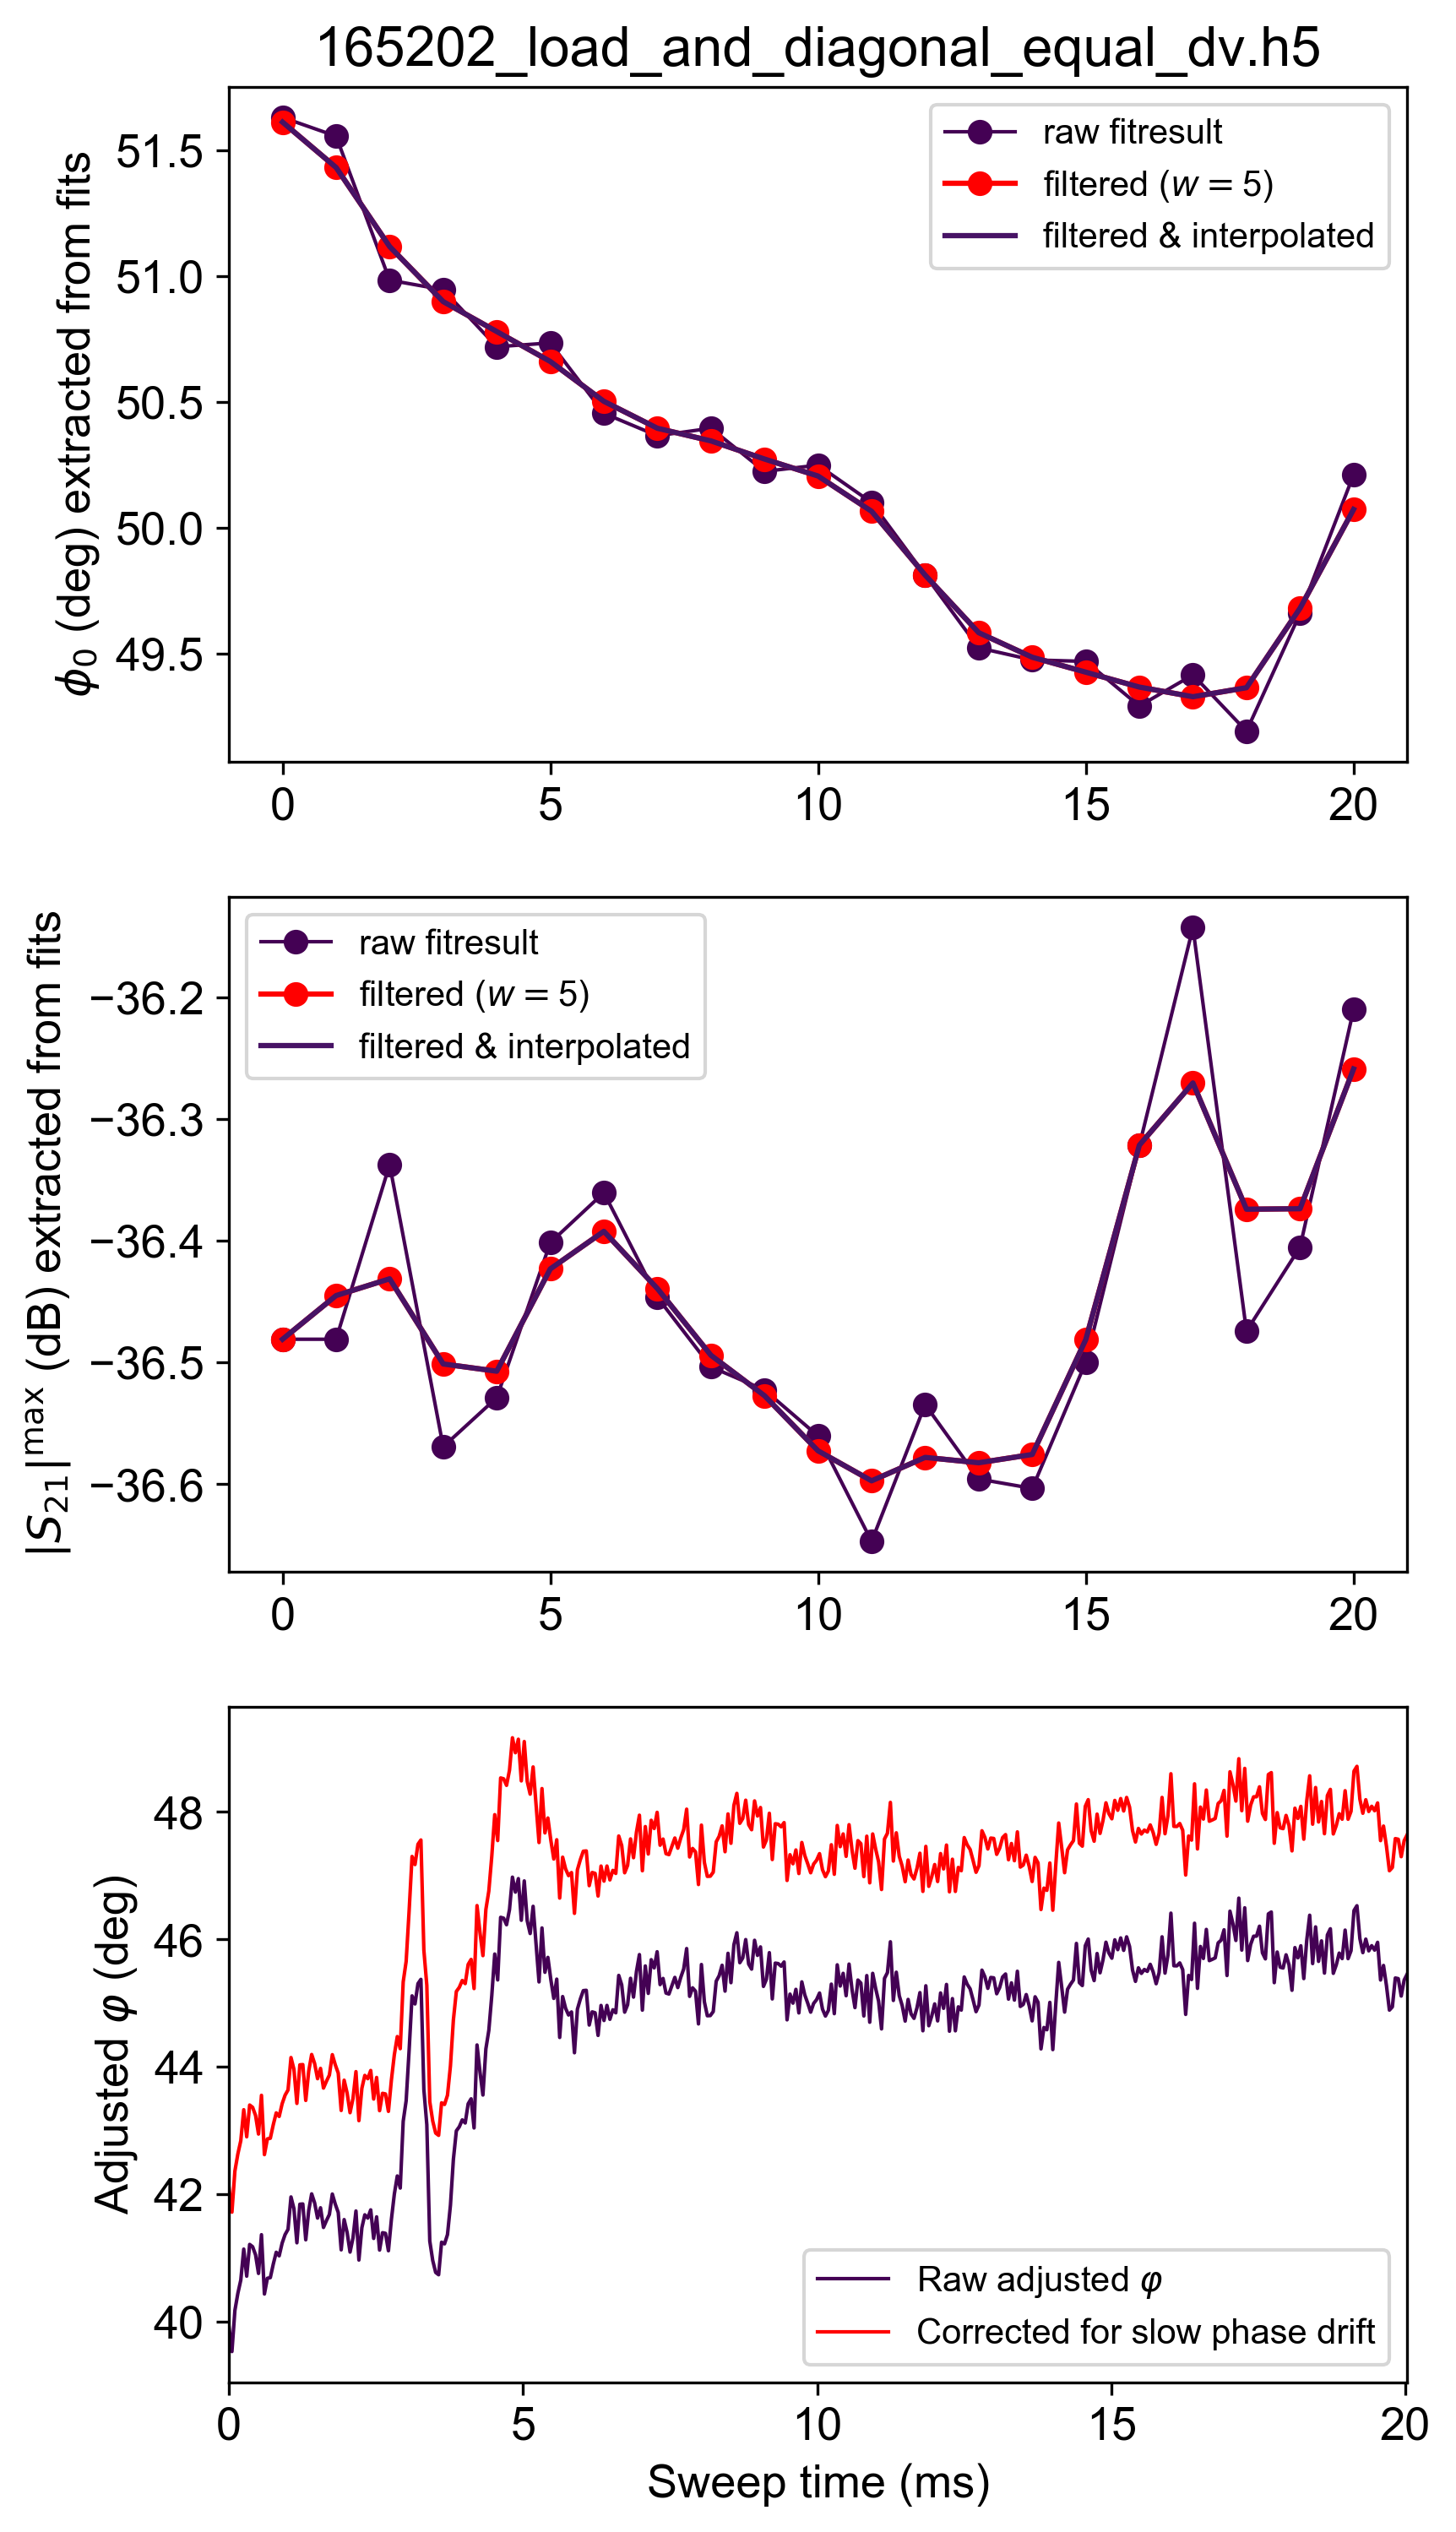 165202_load_and_diagonal_equal_dv.h5
ϕ₀ (deg) extracted from fits
51.5
51.0
50.5
50.0
49.5
raw fitresult
filtered (w = 5)
filtered & interpolated
0 5 10 15 20
|S₂₁|ᵐᵃˣ (dB) extracted from fits
−36.2
−36.3
−36.4
−36.5
−36.6
raw fitresult
filtered (w = 5)
filtered & interpolated
0 5 10 15 20
Adjusted φ (deg)
48
46
44
42
40
Raw adjusted φ
Corrected for slow phase drift
0 5 10 15 20
Sweep time (ms)